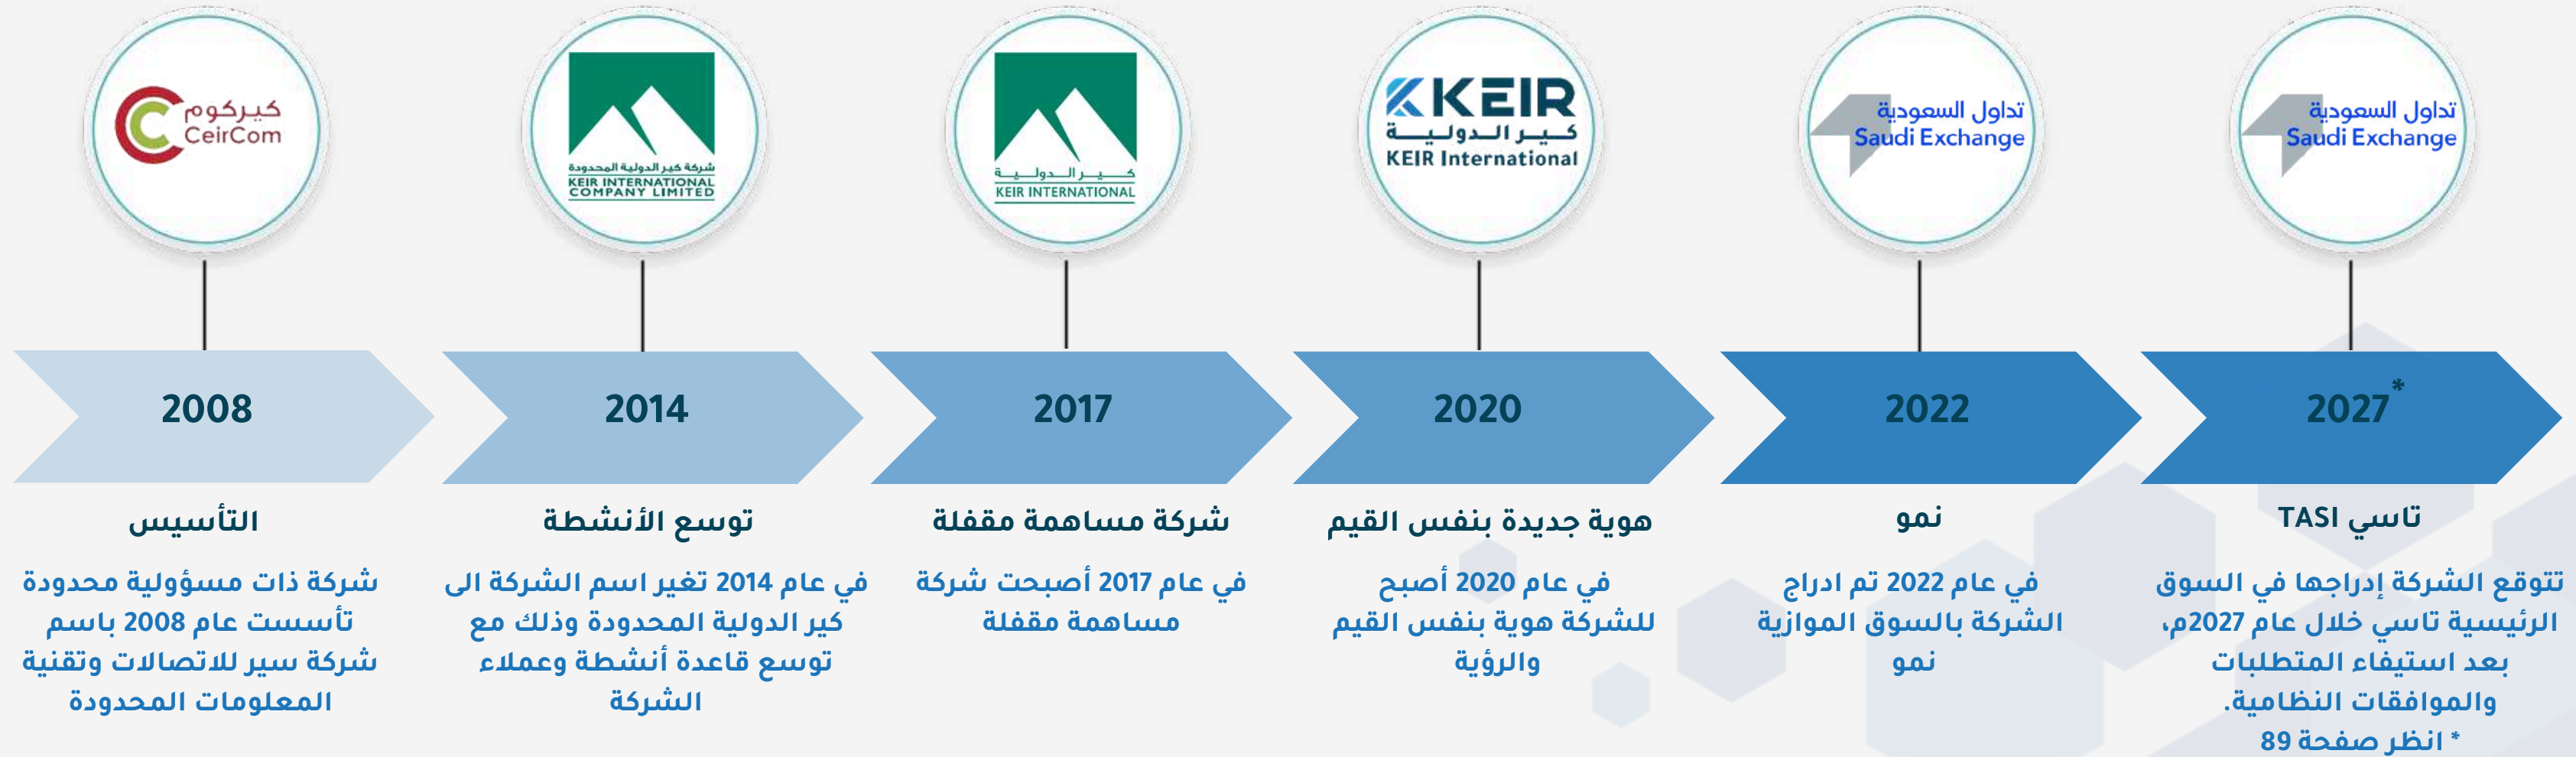 كيركوم
CeirCom
2008
التأسيس
شركة ذات مسؤولية محدودة
تأسست عام 2008 باسم
شركة سير للاتصالات وتقنية
المعلومات المحدودة
شركة كير الدولية المحدودة
KEIR INTERNATIONAL
COMPANY LIMITED
2014
توسع الأنشطة
في عام 2014 تغير اسم الشركة الى
كير الدولية المحدودة وذلك مع
توسع قاعدة أنشطة وعملاء
الشركة
كـيـر الـدولـيـة
KEIR INTERNATIONAL
2017
شركة مساهمة مقفلة
في عام 2017 أصبحت شركة
مساهمة مقفلة
KEIR
كـيـر الـدولـيـة
KEIR International
2020
هوية جديدة بنفس القيم
في عام 2020 أصبح
للشركة هوية بنفس القيم
والرؤية
تداول السعودية
Saudi Exchange
2022
نمو
في عام 2022 تم ادراج
الشركة بالسوق الموازية
نمو
تداول السعودية
Saudi Exchange
2027*
تاسي TASI
تتوقع الشركة إدراجها في السوق
الرئيسية تاسي خلال عام 2027م،
بعد استيفاء المتطلبات
والموافقات النظامية.
* انظر صفحة 89